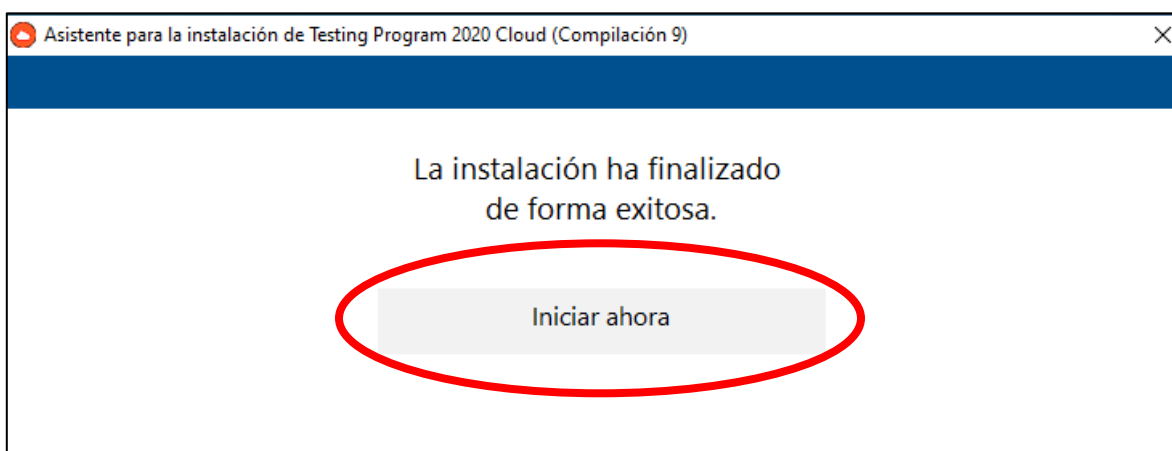 Asistente para la instalación de Testing Program 2020 Cloud (Compilación 9)
La instalación ha finalizado
de forma exitosa.
Iniciar ahora